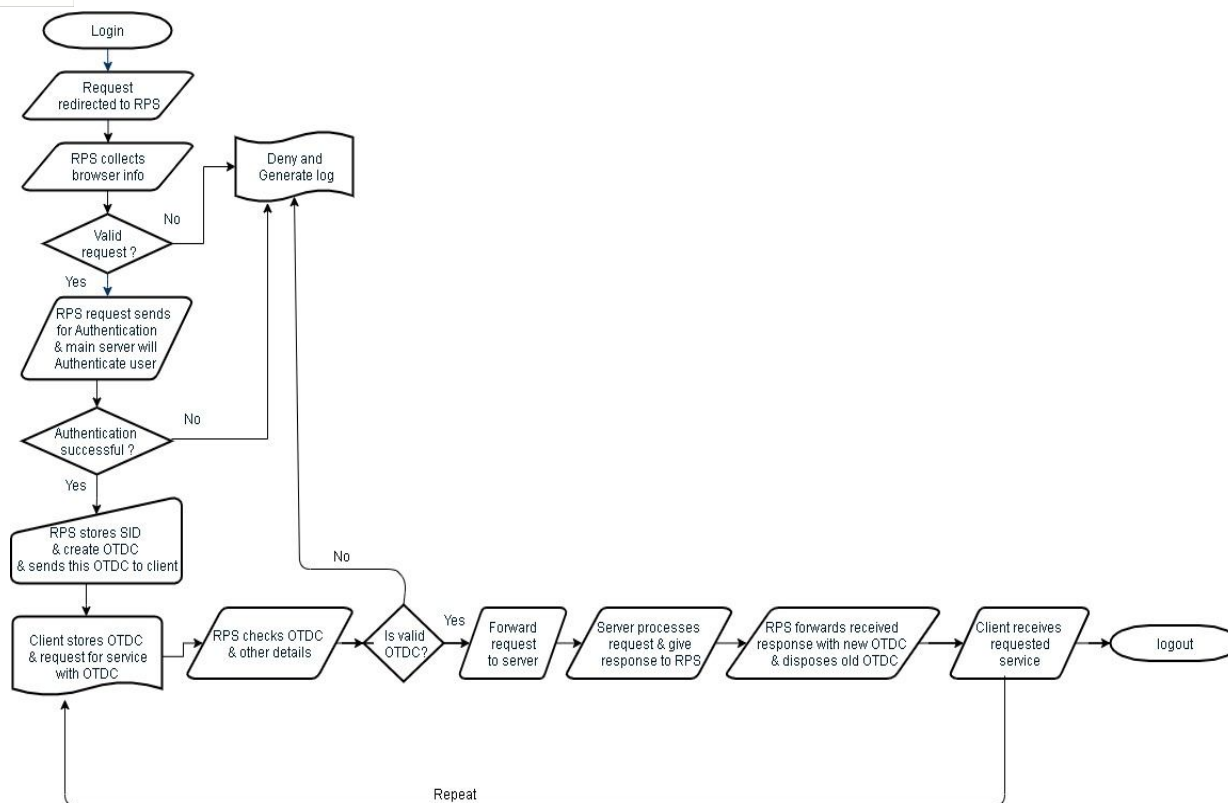 Login
Request
redirected to RPS
RPS collects
browser info
Deny and
Generate log
No
Valid
request ?
Yes
RPS request sends
for Authentication
& main server will
Authenticate user
No
Authentication
successful ?
Yes
RPS stores SID
& create OTDC
& sends this OTDC to client
No
Client stores OTDC
& request for service
with OTDC
RPS checks OTDC
& other details
Is valid
OTDC?
Yes
Forward
request
to server
Server processes
request & give
response to RPS
RPS forwards received
response with new OTDC
& disposes old OTDC
Client receives
requested
service
logout
Repeat